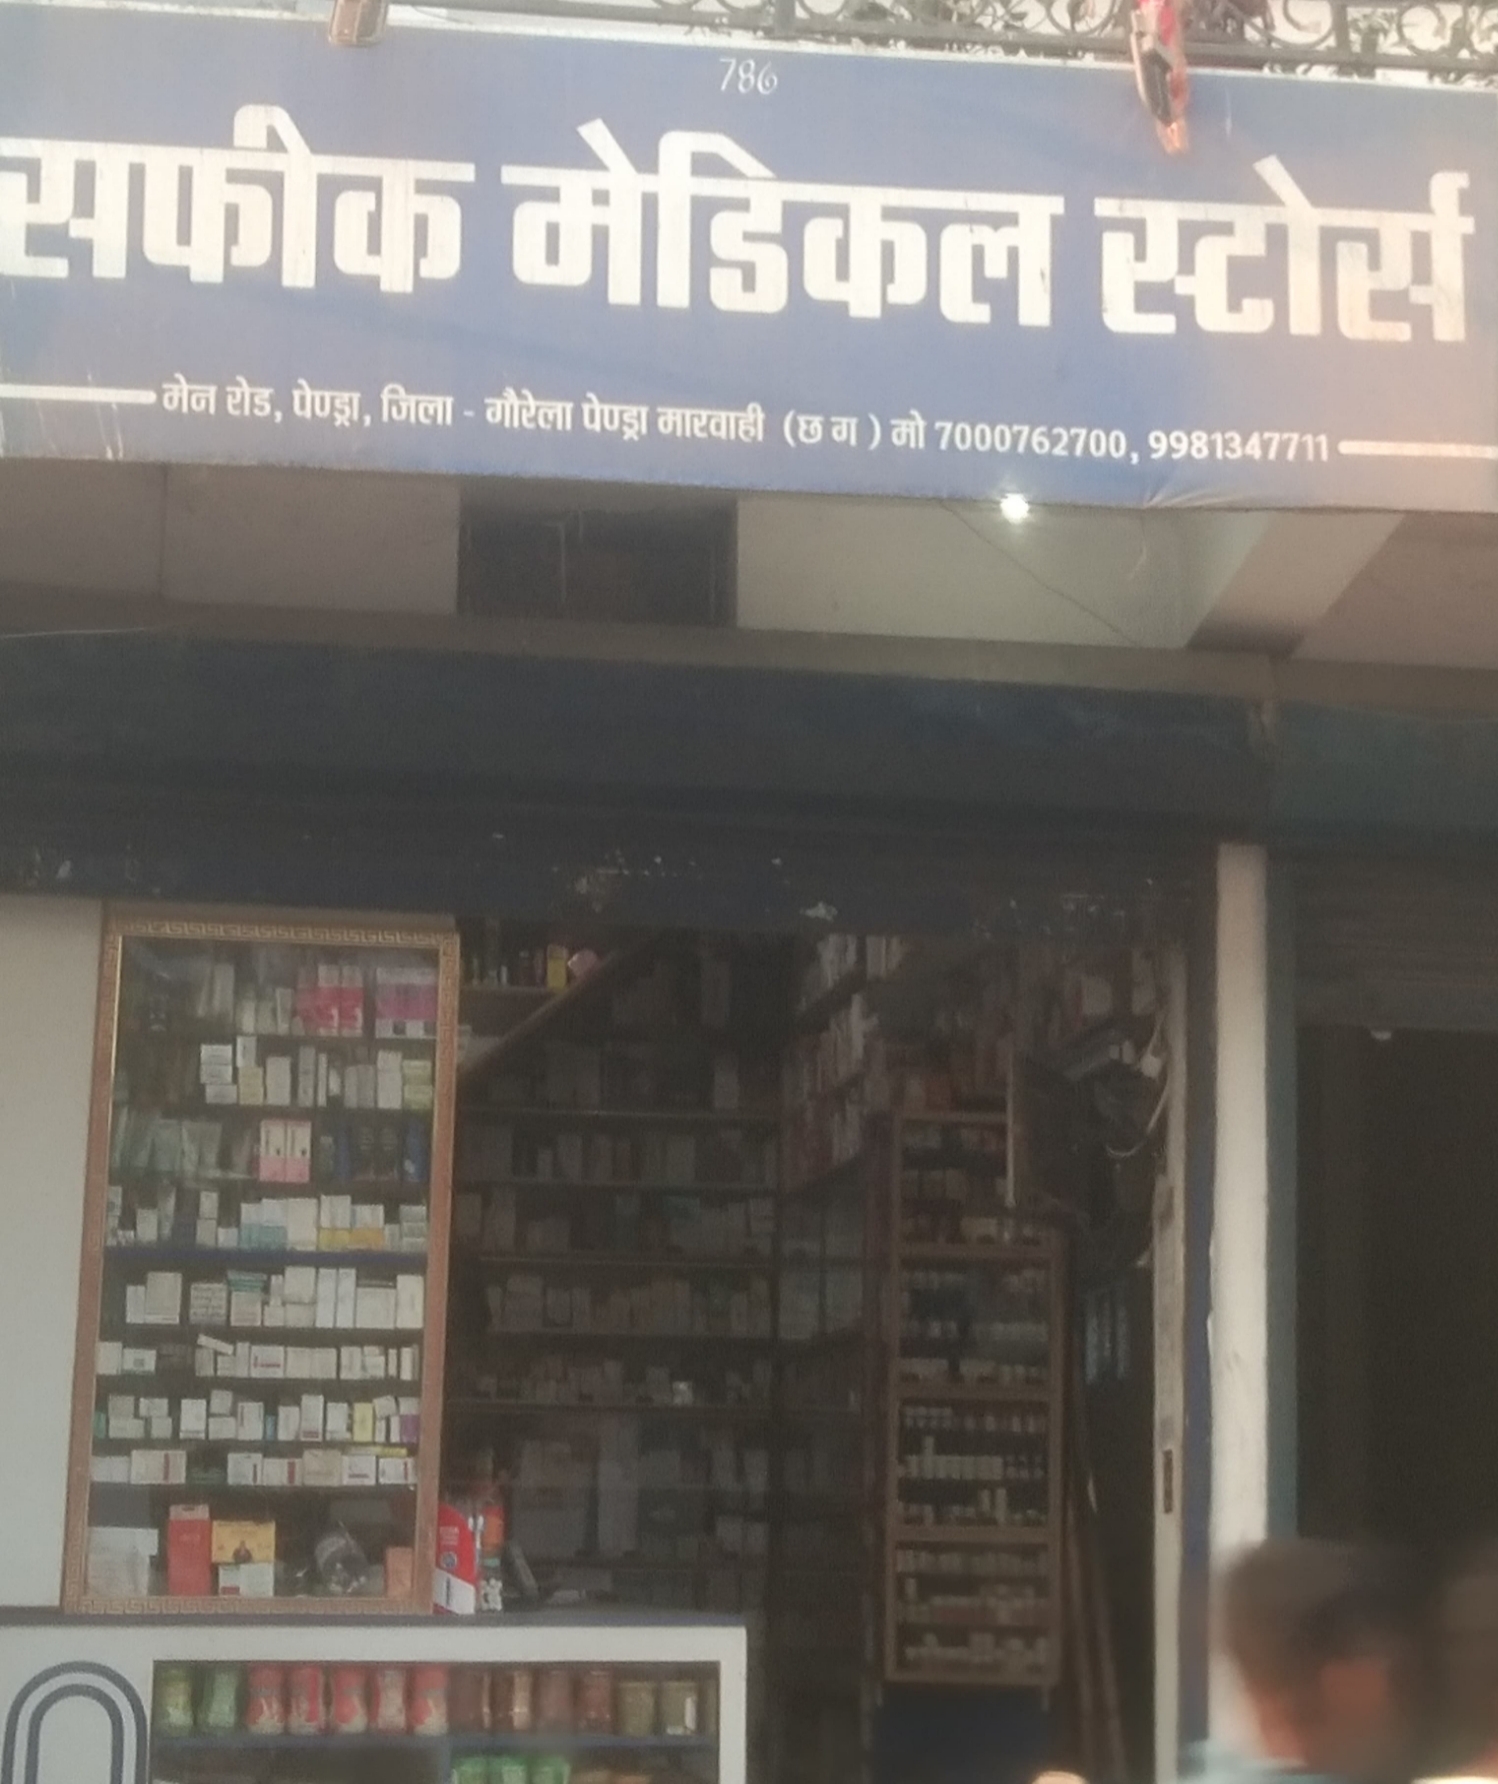 786
सफीक मेडिकल स्टोर्स
मेन रोड, पेण्ड्रा, जिला - गौरेला पेण्ड्रा मारवाही (छ ग ) मो 7000762700, 9981347711